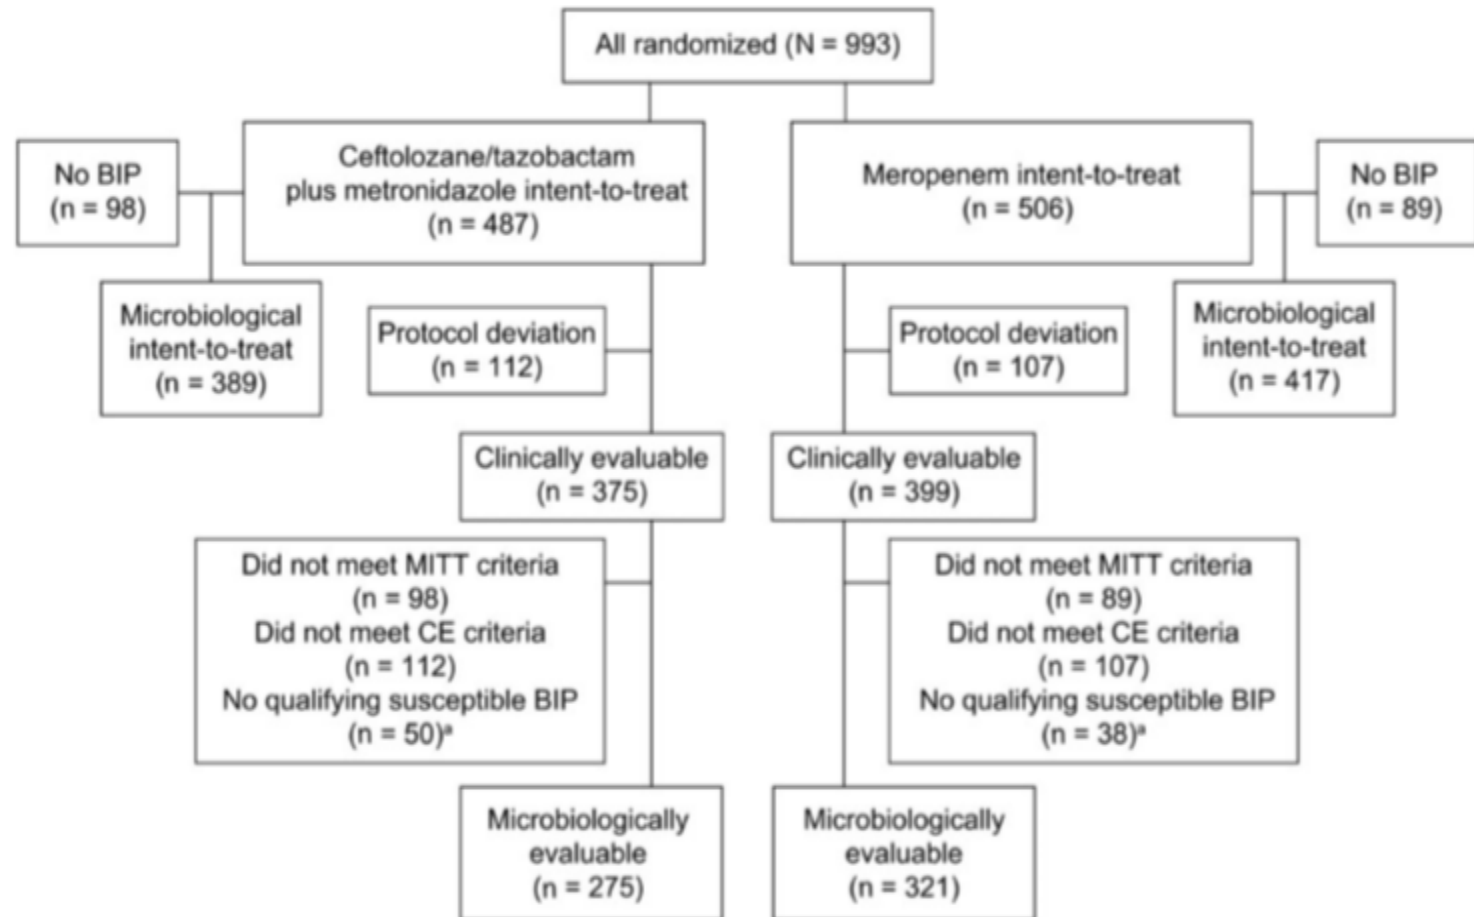 All randomized (N = 993)
No BIP
(n = 98)
Ceftolozane/tazobactam
plus metronidazole intent-to-treat
(n = 487)
Meropenem intent-to-treat
(n = 506)
No BIP
(n = 89)
Microbiological
intent-to-treat
(n = 389)
Protocol deviation
(n = 112)
Protocol deviation
(n = 107)
Microbiological
intent-to-treat
(n = 417)
Clinically evaluable
(n = 375)
Clinically evaluable
(n = 399)
Did not meet MITT criteria
(n = 98)
Did not meet CE criteria
(n = 112)
No qualifying susceptible BIP
(n = 50)ᵃ
Did not meet MITT criteria
(n = 89)
Did not meet CE criteria
(n = 107)
No qualifying susceptible BIP
(n = 38)ᵃ
Microbiologically
evaluable
(n = 275)
Microbiologically
evaluable
(n = 321)